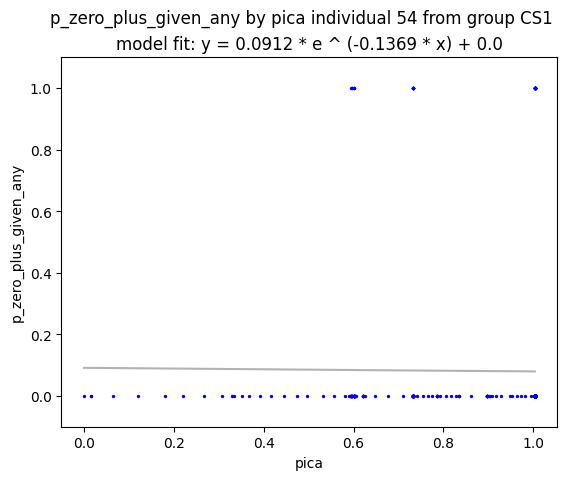 p_zero_plus_given_any by pica individual 54 from group CS1
model fit: y = 0.0912 * e ^ (-0.1369 * x) + 0.0
p_zero_plus_given_any
1.0
0.8
0.6
0.4
0.2
0.0
0.0 0.2 0.4 0.6 0.8 1.0
pica